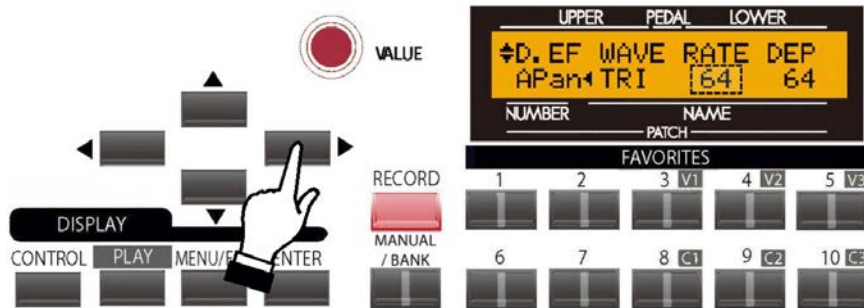 VALUE
UPPER PEDAL LOWER
D.EF WAVE RATE DEP
APan TRI 64 64
NUMBER NAME
PATCH
FAVORITES
RECORD
1 2 3 V1 4 V2 5 V3
DISPLAY
CONTROL PLAY MENU/E ENTER
MANUAL
/ BANK
6 7 8 C1 9 C2 10 C3